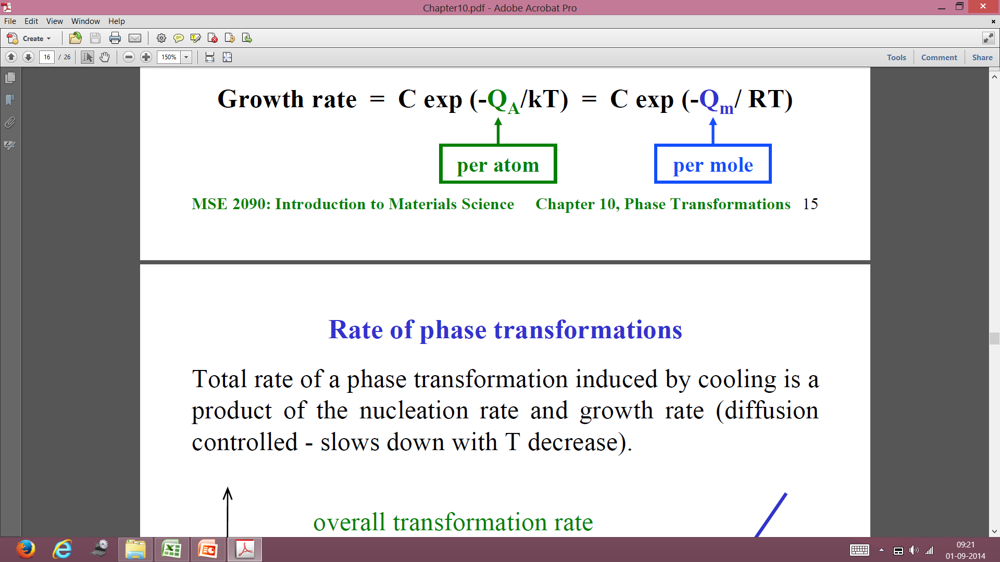 Chapter10.pdf - Adobe Acrobat Pro
File Edit View Window Help
Create
16 / 26 150% Tools Comment Share
Growth rate = C exp (-QA/kT) = C exp (-Qm/ RT)
per atom per mole
MSE 2090: Introduction to Materials Science Chapter 10, Phase Transformations 15
Rate of phase transformations
Total rate of a phase transformation induced by cooling is a
product of the nucleation rate and growth rate (diffusion
controlled - slows down with T decrease).
overall transformation rate
09:21
01-09-2014